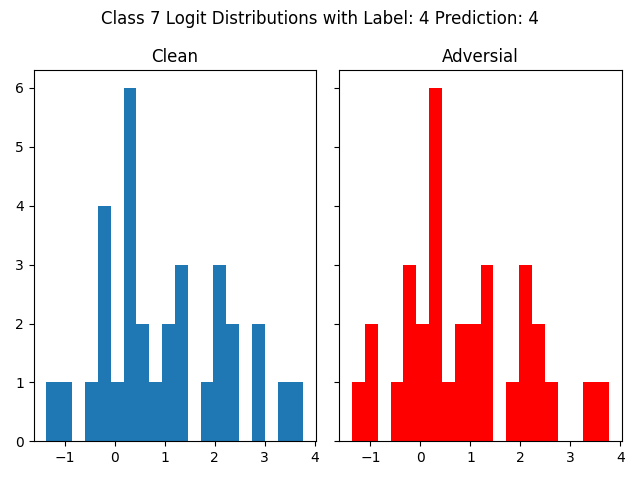 Class 7 Logit Distributions with Label: 4 Prediction: 4
Clean
Adversial
6
5
4
3
2
1
0
−1 0 1 2 3 4
−1 0 1 2 3 4